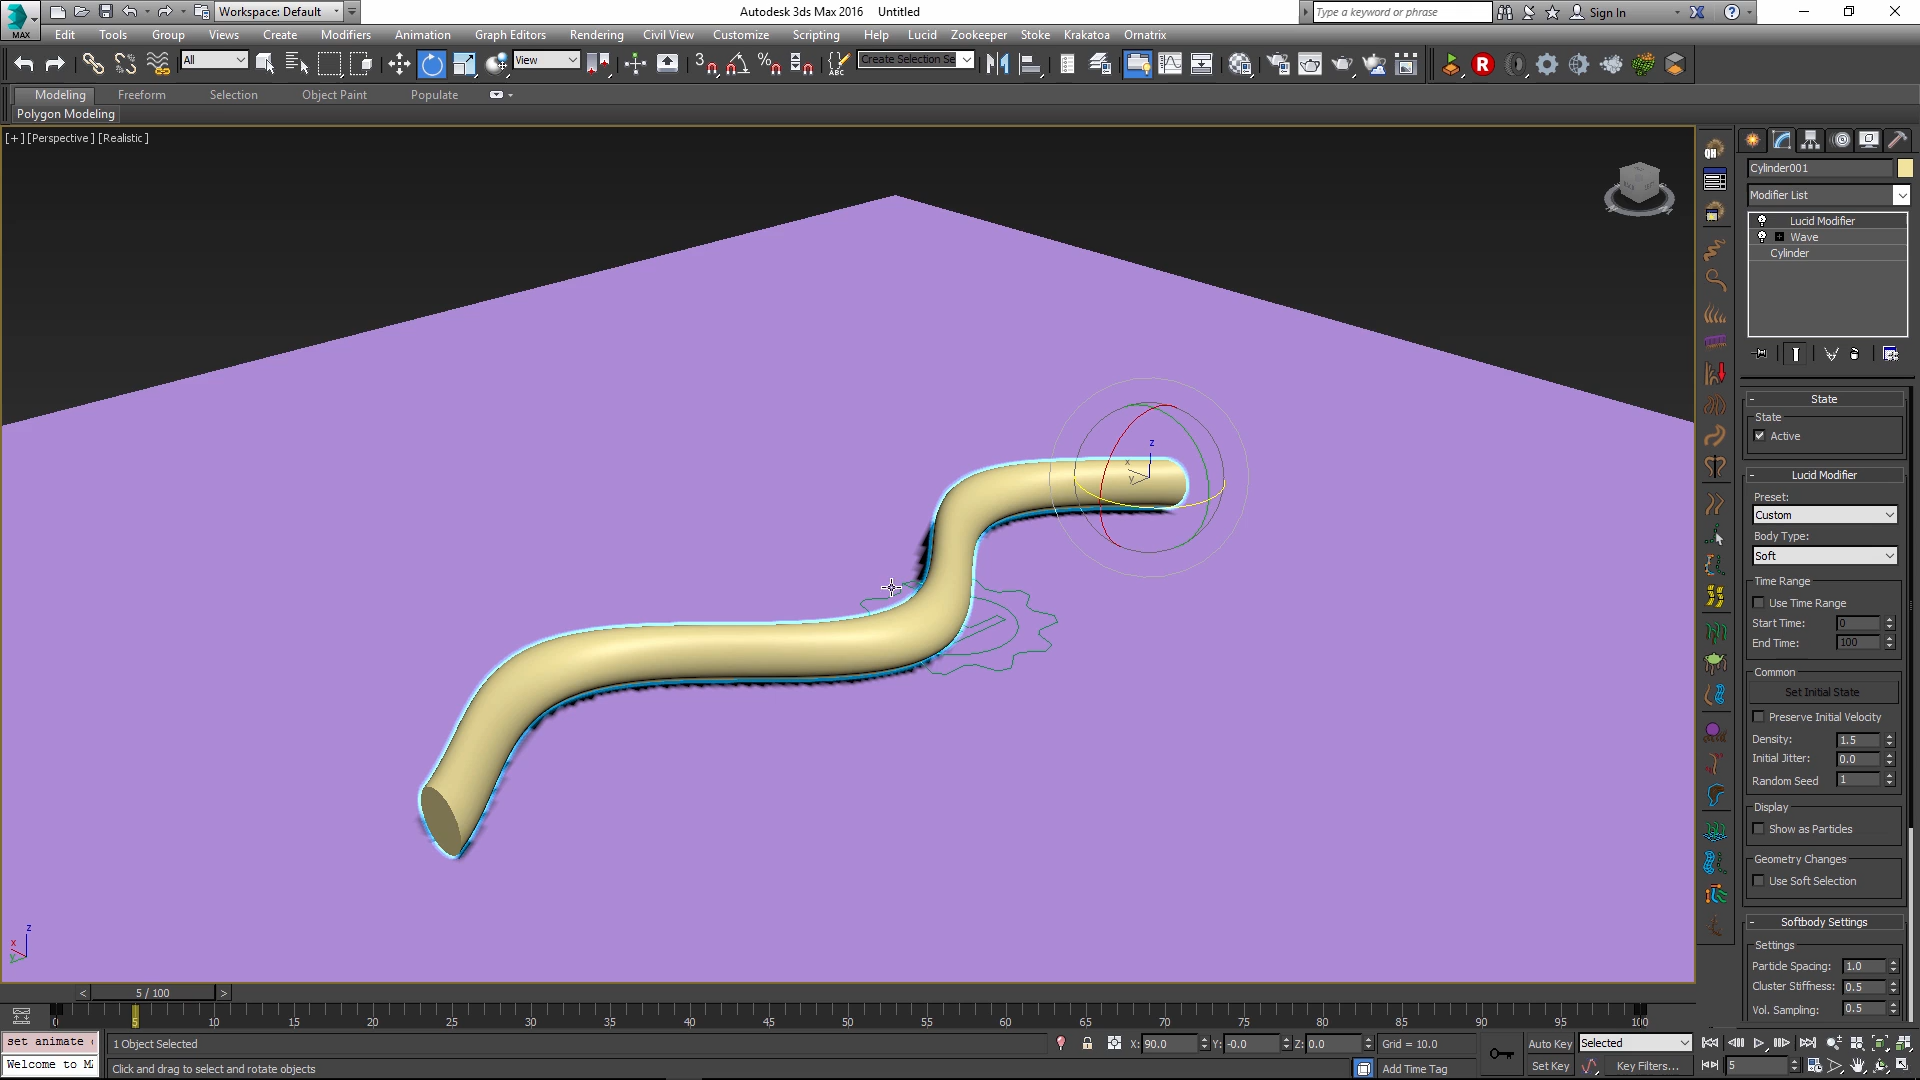 Workspace: Default
Autodesk 3ds Max 2016 Untitled
Type a keyword or phrase
Sign In
MAX
Edit Tools Group Views Create Modifiers Animation Graph Editors Rendering Civil View Customize Scripting Help Lucid Zookeeper Stoke Krakatoa Ornatrix
All
View
3
ABC
Create Selection Se
R
Modeling Freeform Selection Object Paint Populate
Polygon Modeling
[+] [Perspective] [Realistic]
QH
Cylinder001
Modifier List
Lucid Modifier
Wave
Cylinder
- State
State
Active
- Lucid Modifier
Preset:
Custom
Body Type:
Soft
Time Range
Use Time Range
Start Time: 0
End Time: 100
Common
Set Initial State
Preserve Initial Velocity
Density: 1.5
Initial Jitter: 0.0
Random Seed 1
Display
Show as Particles
Geometry Changes
Use Soft Selection
- Softbody Settings
Settings
Particle Spacing: 1.0
Cluster Stiffness: 0.5
Vol. Sampling: 0.5
z
x
y
z
x
y
< 5 / 100 >
0 5 10 15 20 25 30 35 40 45 50 55 60 65 70 75 80 85 90 95 100
set animate
Welcome to M
1 Object Selected
X: 90.0 Y: -0.0 Z: 0.0
Grid = 10.0
Auto Key Selected
Click and drag to select and rotate objects
Add Time Tag
Set Key Key Filters...
5